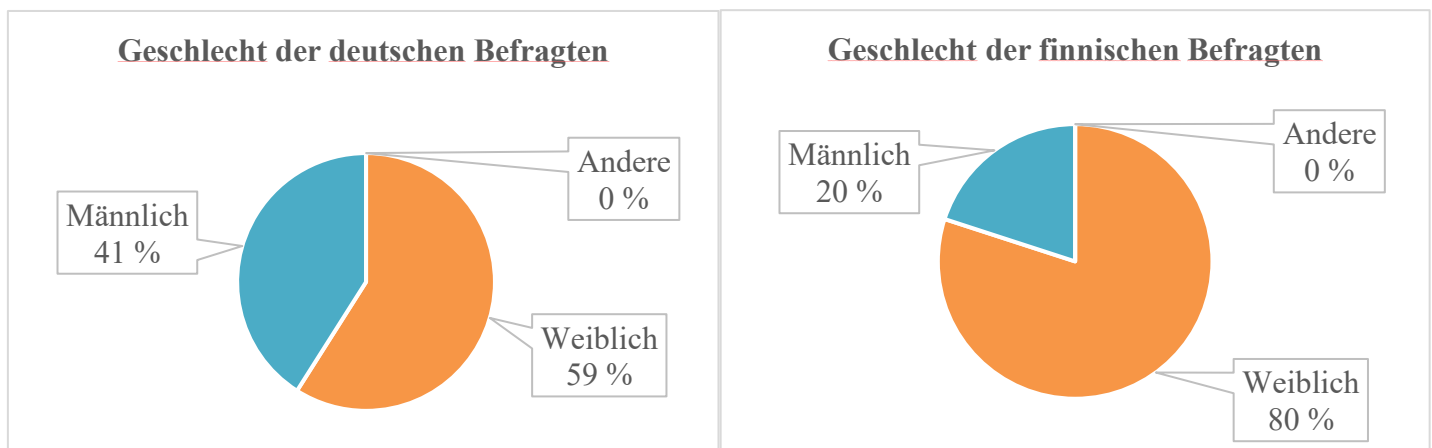 Geschlecht der deutschen Befragten
Andere
0 %
Männlich
41 %
Weiblich
59 %
Geschlecht der finnischen Befragten
Andere
0 %
Männlich
20 %
Weiblich
80 %